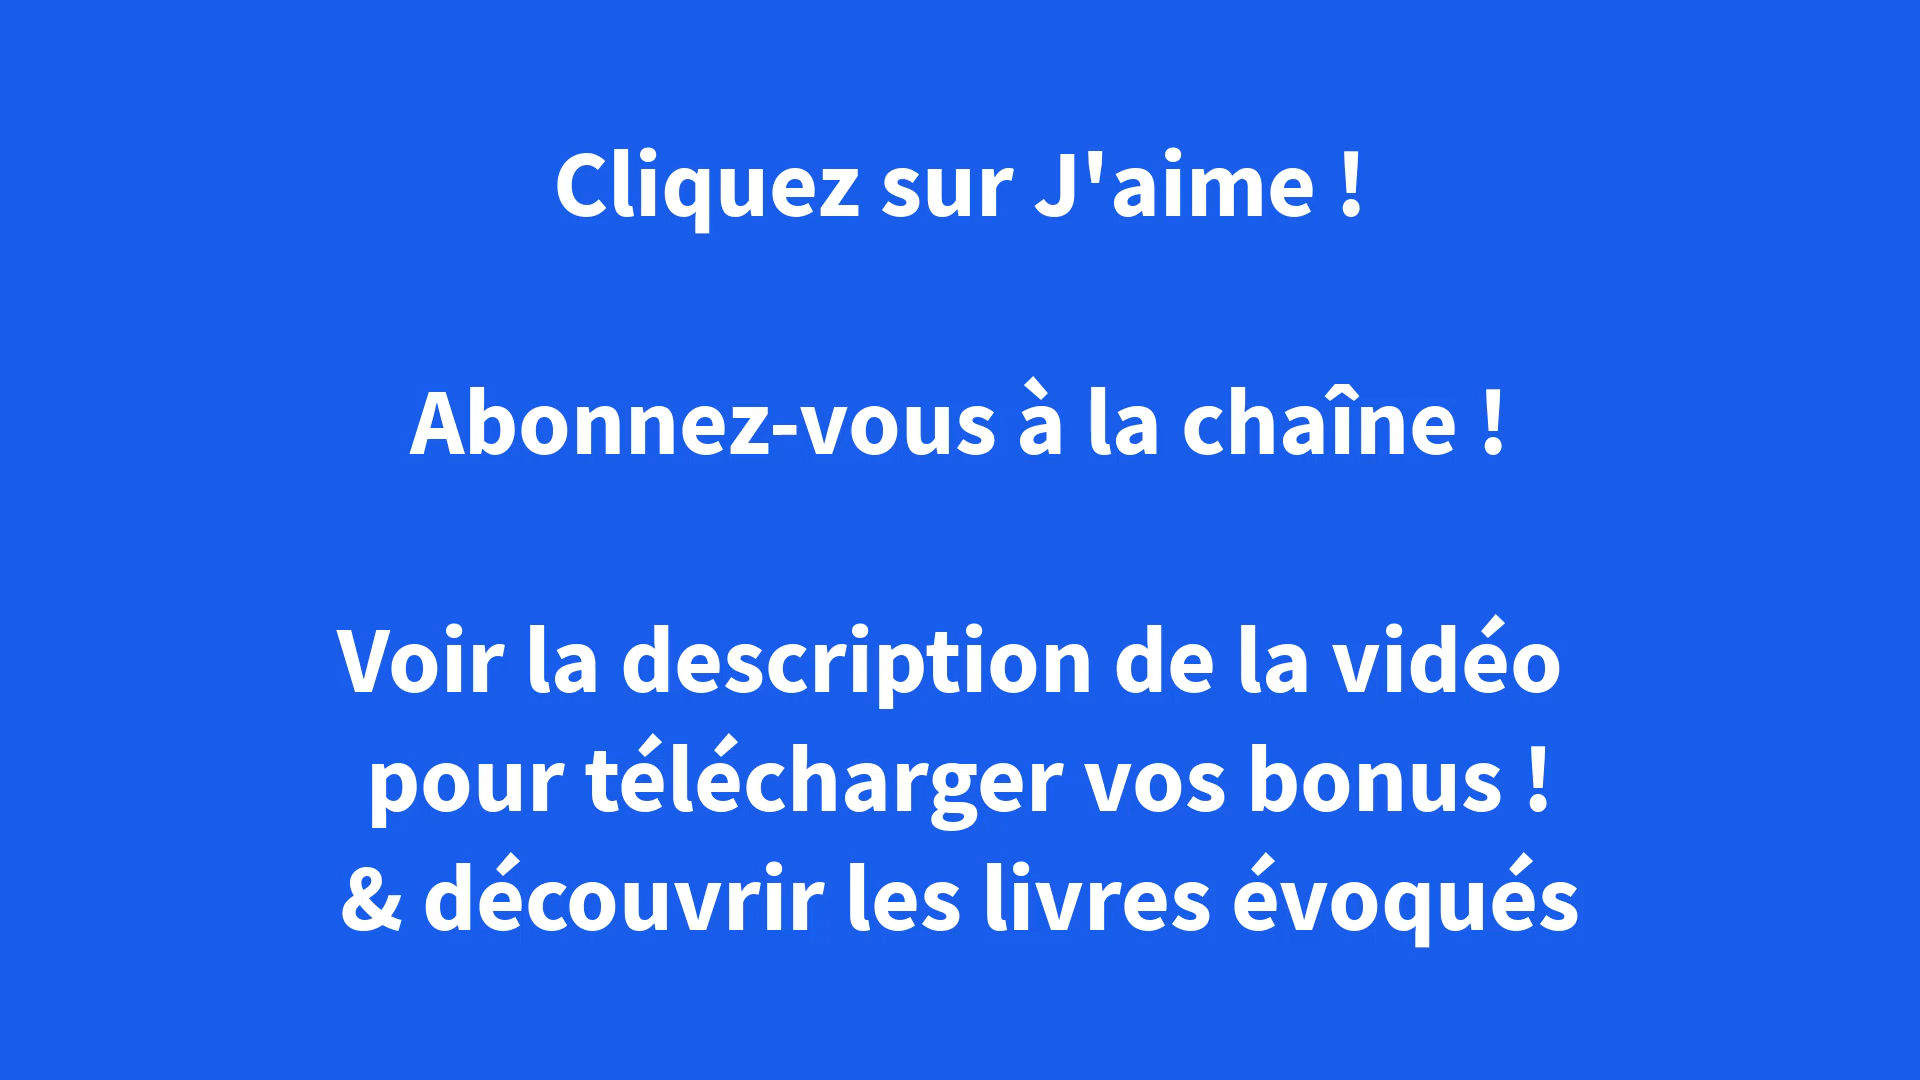 Cliquez sur J'aime !
Abonnez-vous à la chaîne !
Voir la description de la vidéo
pour télécharger vos bonus !
& découvrir les livres évoqués